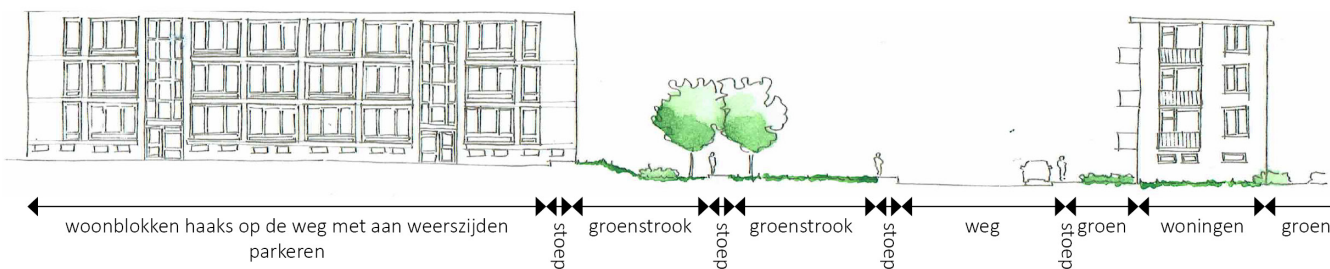 woonblokken haaks op de weg met aan weerszijden
parkeren
stoep
groenstrook
stoep
groenstrook
stoep
weg
stoep
groen
woningen
groen